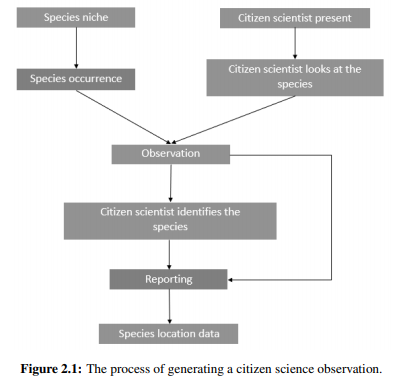 Species niche
Citizen scientist present
Species occurrence
Citizen scientist looks at the
species
Observation
Citizen scientist identifies the
species
Reporting
Species location data
Figure 2.1: The process of generating a citizen science observation.